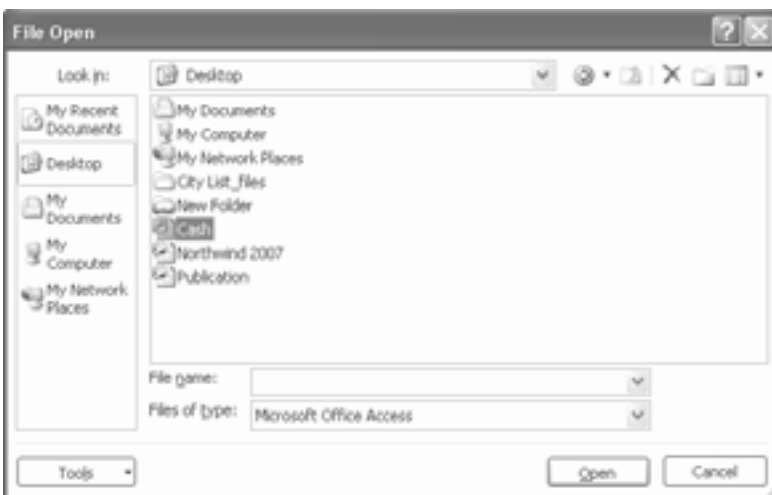 File Open
Look in:
Desktop
My Recent
Documents
Desktop
My
Documents
My
Computer
My Network
Places
My Documents
My Computer
My Network Places
City List_files
New Folder
Cash
Northwind 2007
Publication
File name:
Files of type:
Microsoft Office Access
Tools
Open
Cancel